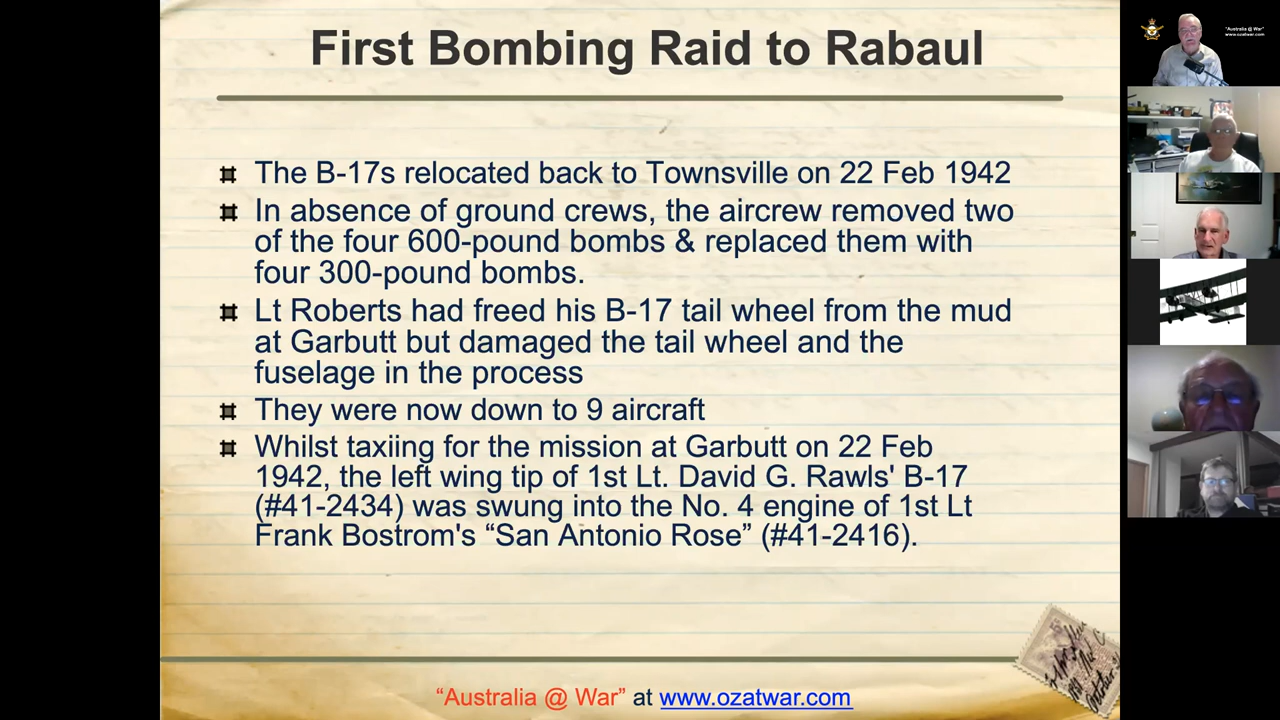 First Bombing Raid to Rabaul
The B-17s relocated back to Townsville on 22 Feb 1942
In absence of ground crews, the aircrew removed two
of the four 600-pound bombs & replaced them with
four 300-pound bombs.
Lt Roberts had freed his B-17 tail wheel from the mud
at Garbutt but damaged the tail wheel and the
fuselage in the process
They were now down to 9 aircraft
Whilst taxiing for the mission at Garbutt on 22 Feb
1942, the left wing tip of 1st Lt. David G. Rawls' B-17
(#41-2434) was swung into the No. 4 engine of 1st Lt
Frank Bostrom's “San Antonio Rose” (#41-2416).
“Australia @ War” at www.ozatwar.com
"Australia @ War"
www.ozatwar.com